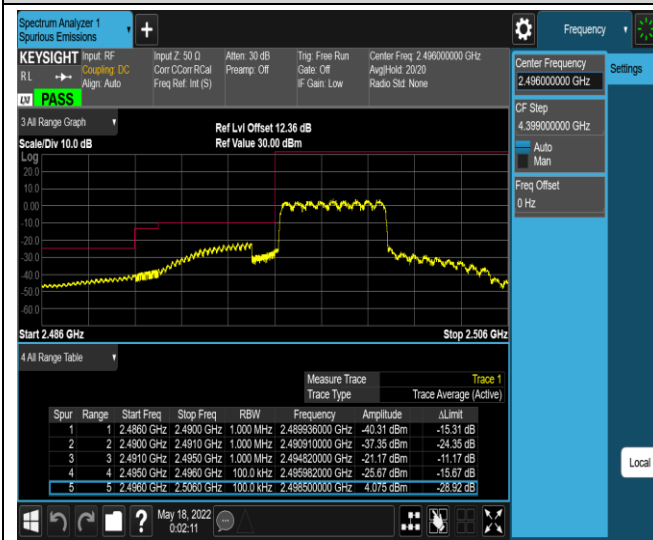 Spectrum Analyzer 1
Spurious Emissions
Frequency
KEYSIGHT
Input: RF
Input Z: 50 Ω
Atten: 30 dB
Trig: Free Run
Center Freq: 2.496000000 GHz
RL
Coupling: DC
Corr CCorr RCal
Preamp: Off
Gate: Off
Avg|Hold: 20/20
Align: Auto
Freq Ref: Int (S)
IF Gain: Low
Radio Std: None
LXI
PASS
Center Frequency
2.496000000 GHz
Settings
CF Step
4.399000000 GHz
Auto
Man
Freq Offset
0 Hz
3 All Range Graph
Ref Lvl Offset 12.36 dB
Scale/Div 10.0 dB
Ref Value 30.00 dBm
Log
20.0
10.0
0.00
-10.0
-20.0
-30.0
-40.0
-50.0
-60.0
Start 2.486 GHz
Stop 2.506 GHz
4 All Range Table
Measure Trace Trace 1
Trace Type Trace Average (Active)
Spur Range Start Freq Stop Freq RBW Frequency Amplitude ΔLimit
1 1 2.4860 GHz 2.4900 GHz 1.000 MHz 2.489936000 GHz -40.31 dBm -15.31 dB
2 2 2.4900 GHz 2.4910 GHz 1.000 MHz 2.490910000 GHz -37.35 dBm -24.35 dB
3 3 2.4910 GHz 2.4950 GHz 1.000 MHz 2.494820000 GHz -21.17 dBm -11.17 dB
4 4 2.4950 GHz 2.4960 GHz 100.0 kHz 2.495982000 GHz -25.67 dBm -15.67 dB
5 5 2.4960 GHz 2.5060 GHz 100.0 kHz 2.498500000 GHz 4.075 dBm -28.92 dB
Local
May 18, 2022
0:02:11